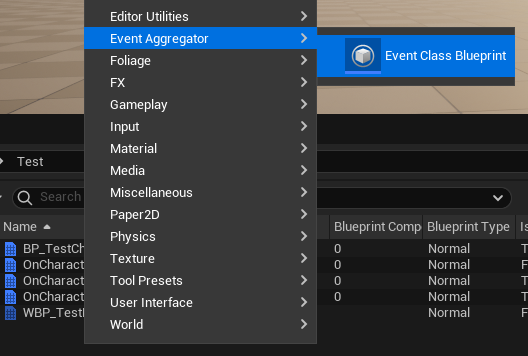 Editor Utilities
Event Aggregator
Event Class Blueprint
Foliage
FX
Gameplay
Input
Material
Test
Media
Search
Miscellaneous
Paper2D
Name Blueprint Comp Blueprint Type Is
Physics
BP_TestCh 0 Normal T
Texture
OnCharact 0 Normal F
Tool Presets
OnCharact 0 Normal T
User Interface
OnCharact 0 Normal T
WBP_Test Normal F
World